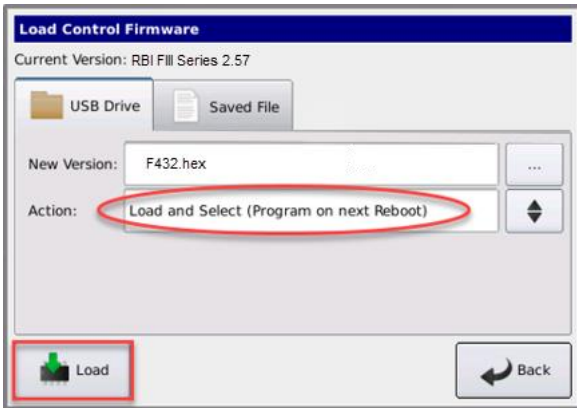 Load Control Firmware
Current Version: RBI FIII Series 2.57
USB Drive
Saved File
New Version:
F432.hex
...
Action:
Load and Select (Program on next Reboot)
Load
Back